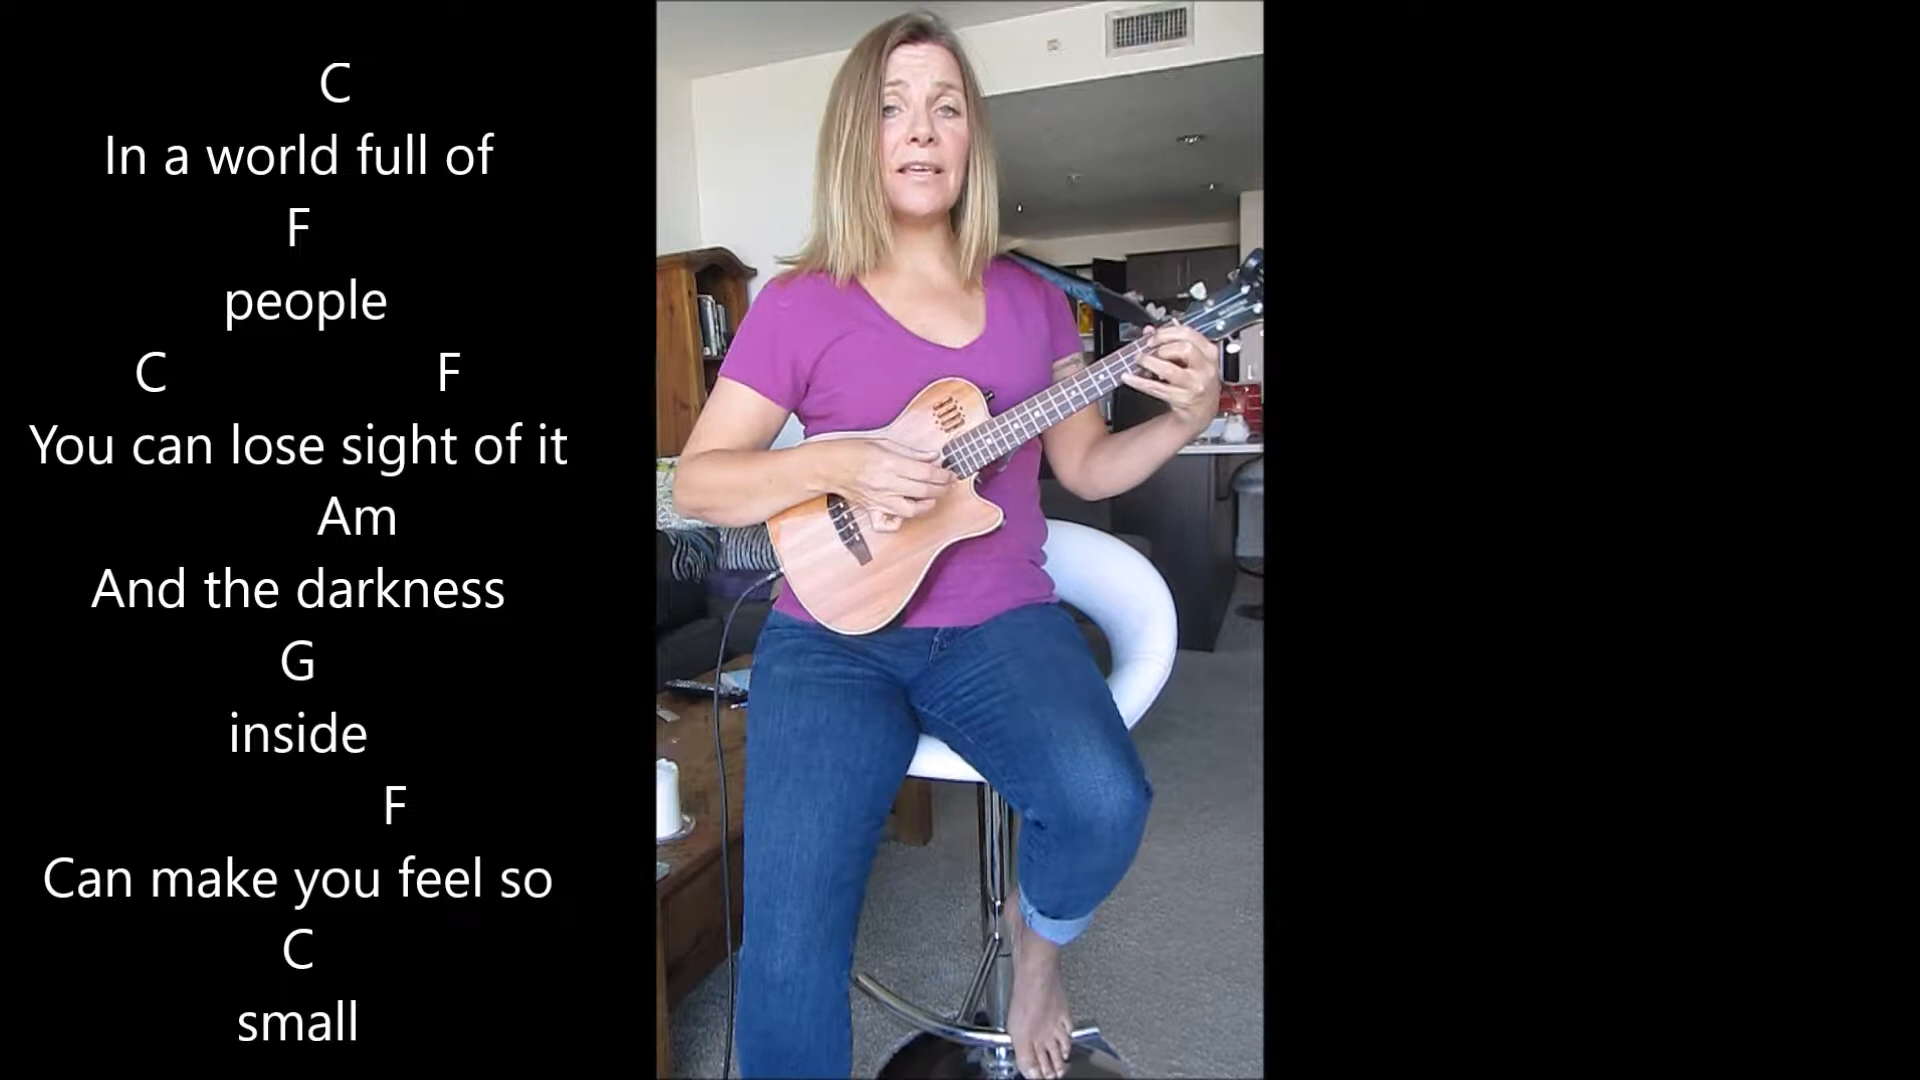 C
In a world full of
F
people
C F
You can lose sight of it
Am
And the darkness
G
inside
F
Can make you feel so
C
small